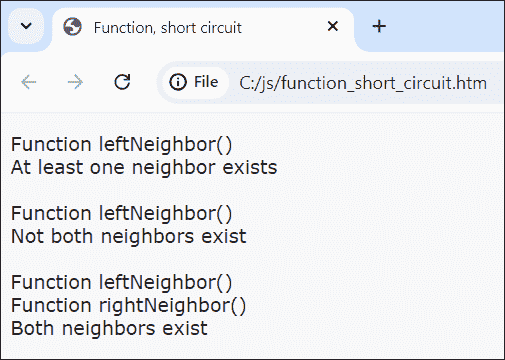 Function, short circuit
File
C:/js/function_short_circuit.htm
Function leftNeighbor()
At least one neighbor exists
Function leftNeighbor()
Not both neighbors exist
Function leftNeighbor()
Function rightNeighbor()
Both neighbors exist